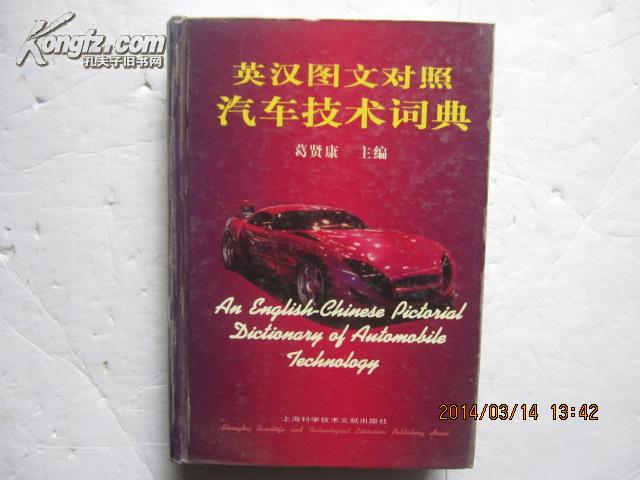 Kongfz.com
孔夫子旧书网
英汉图文对照
汽车技术词典
葛贤康 主编
An English-Chinese Pictorial
Dictionary of Automobile
Technology
上海科学技术文献出版社
Shanghai Scientific and Technological Literature Publishing House
2014/03/14 13:42